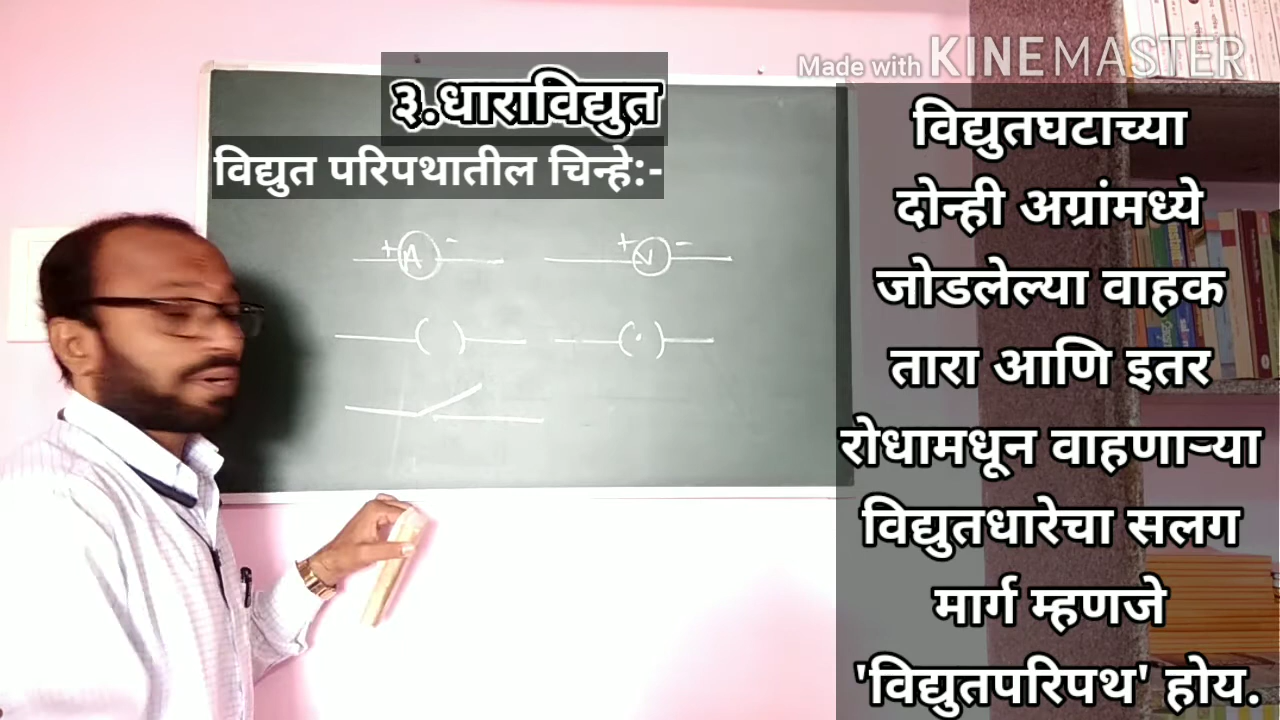 Made with KINEMASTER
३.धाराविद्युत
विद्युत परिपथातील चिन्हे:-
विद्युतघटाच्या
दोन्ही अग्रांमध्ये
जोडलेल्या वाहक
तारा आणि इतर
रोधामधून वाहणाऱ्या
विद्युतधारेचा सलग
मार्ग म्हणजे
'विद्युतपरिपथ' होय.
+ A -
+ V -